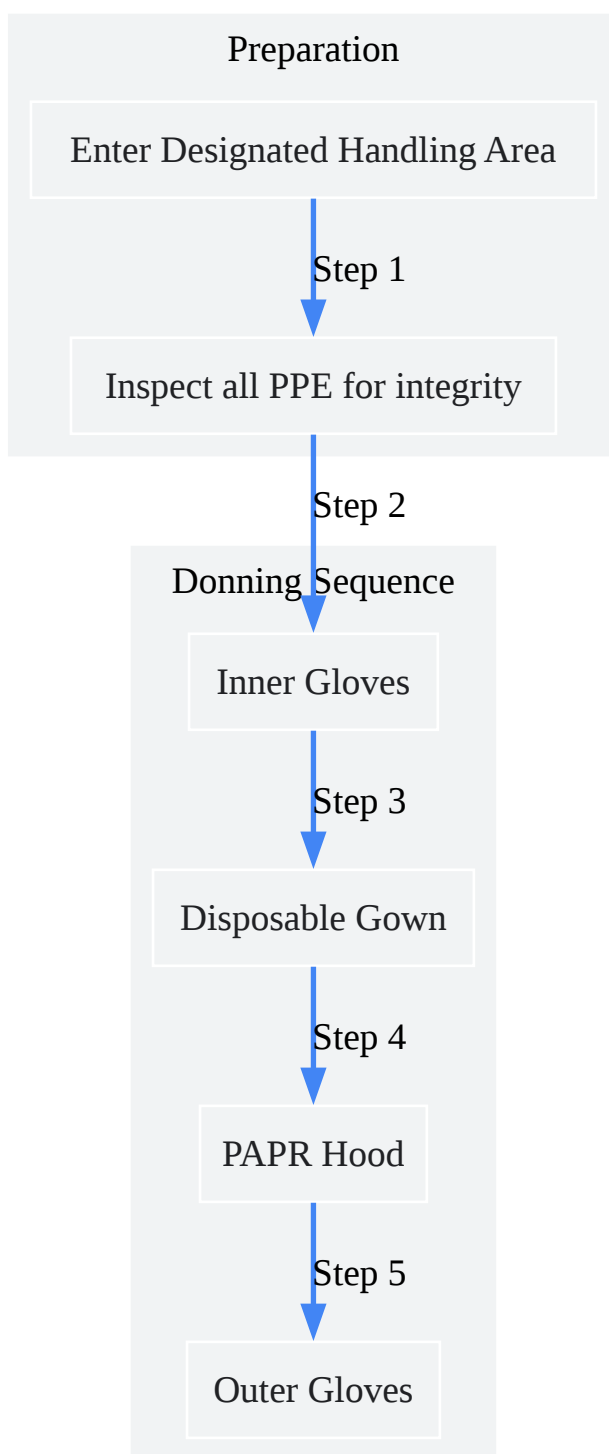 Preparation
Enter Designated Handling Area
Step 1
Inspect all PPE for integrity
Step 2
Donning Sequence
Inner Gloves
Step 3
Disposable Gown
Step 4
PAPR Hood
Step 5
Outer Gloves